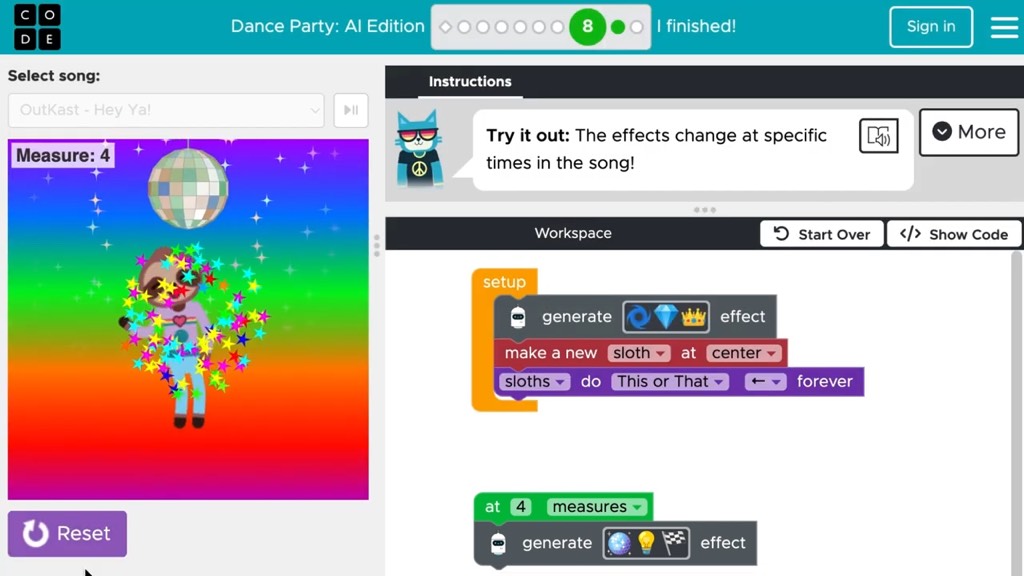 CO
DE
Dance Party: AI Edition
8
I finished!
Sign in
Select song:
OutKast - Hey Ya!
Measure: 4
Reset
Instructions
Try it out: The effects change at specific
times in the song!
More
Workspace
Start Over
</> Show Code
setup
generate effect
make a new sloth at center
sloths do This or That ← forever
at 4 measures
generate effect